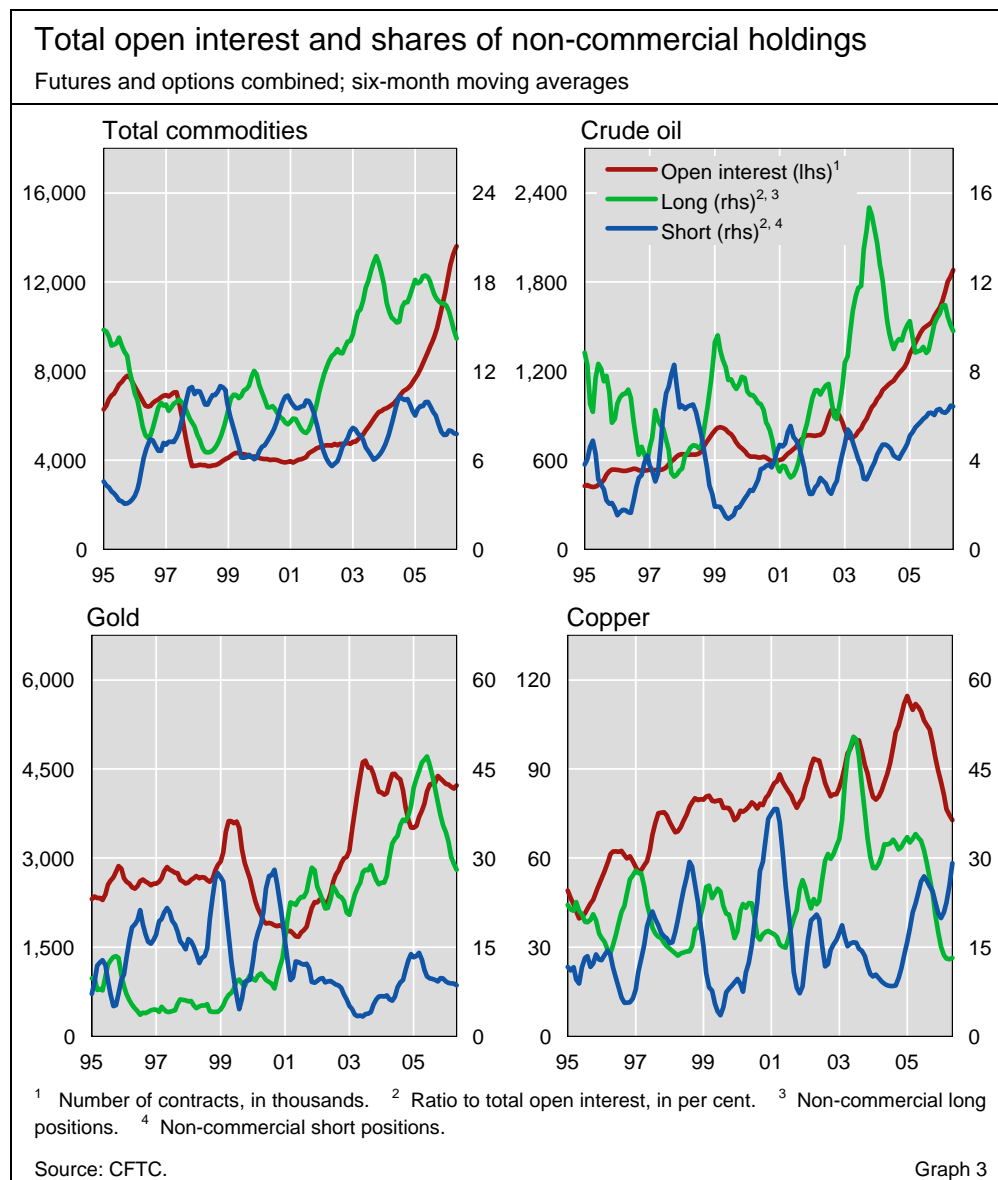 Total open interest and shares of non-commercial holdings
Futures and options combined; six-month moving averages
Total commodities
16,000
12,000
8,000
4,000
0
24
18
12
6
0
95 97 99 01 03 05
Crude oil
Open interest (lhs)1
Long (rhs)2, 3
Short (rhs)2, 4
2,400
1,800
1,200
600
0
16
12
8
4
0
95 97 99 01 03 05
Gold
6,000
4,500
3,000
1,500
0
60
45
30
15
0
95 97 99 01 03 05
Copper
120
90
60
30
0
60
45
30
15
0
95 97 99 01 03 05
1 Number of contracts, in thousands. 2 Ratio to total open interest, in per cent. 3 Non-commercial long
positions. 4 Non-commercial short positions.
Source: CFTC. Graph 3